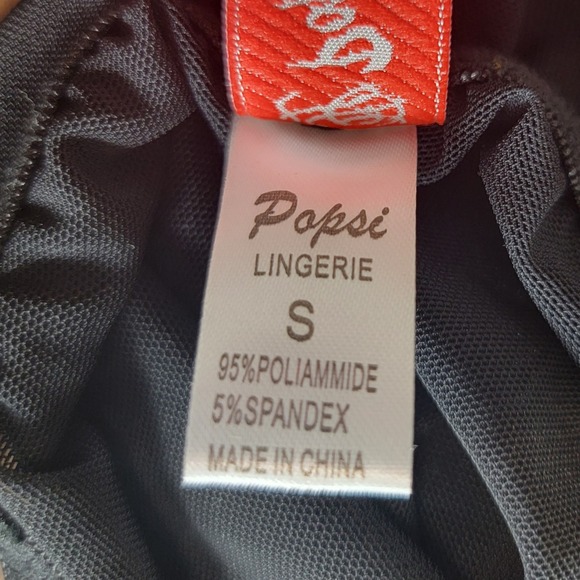 Popsi
LINGERIE
S
95%POLIAMMIDE
5%SPANDEX
MADE IN CHINA